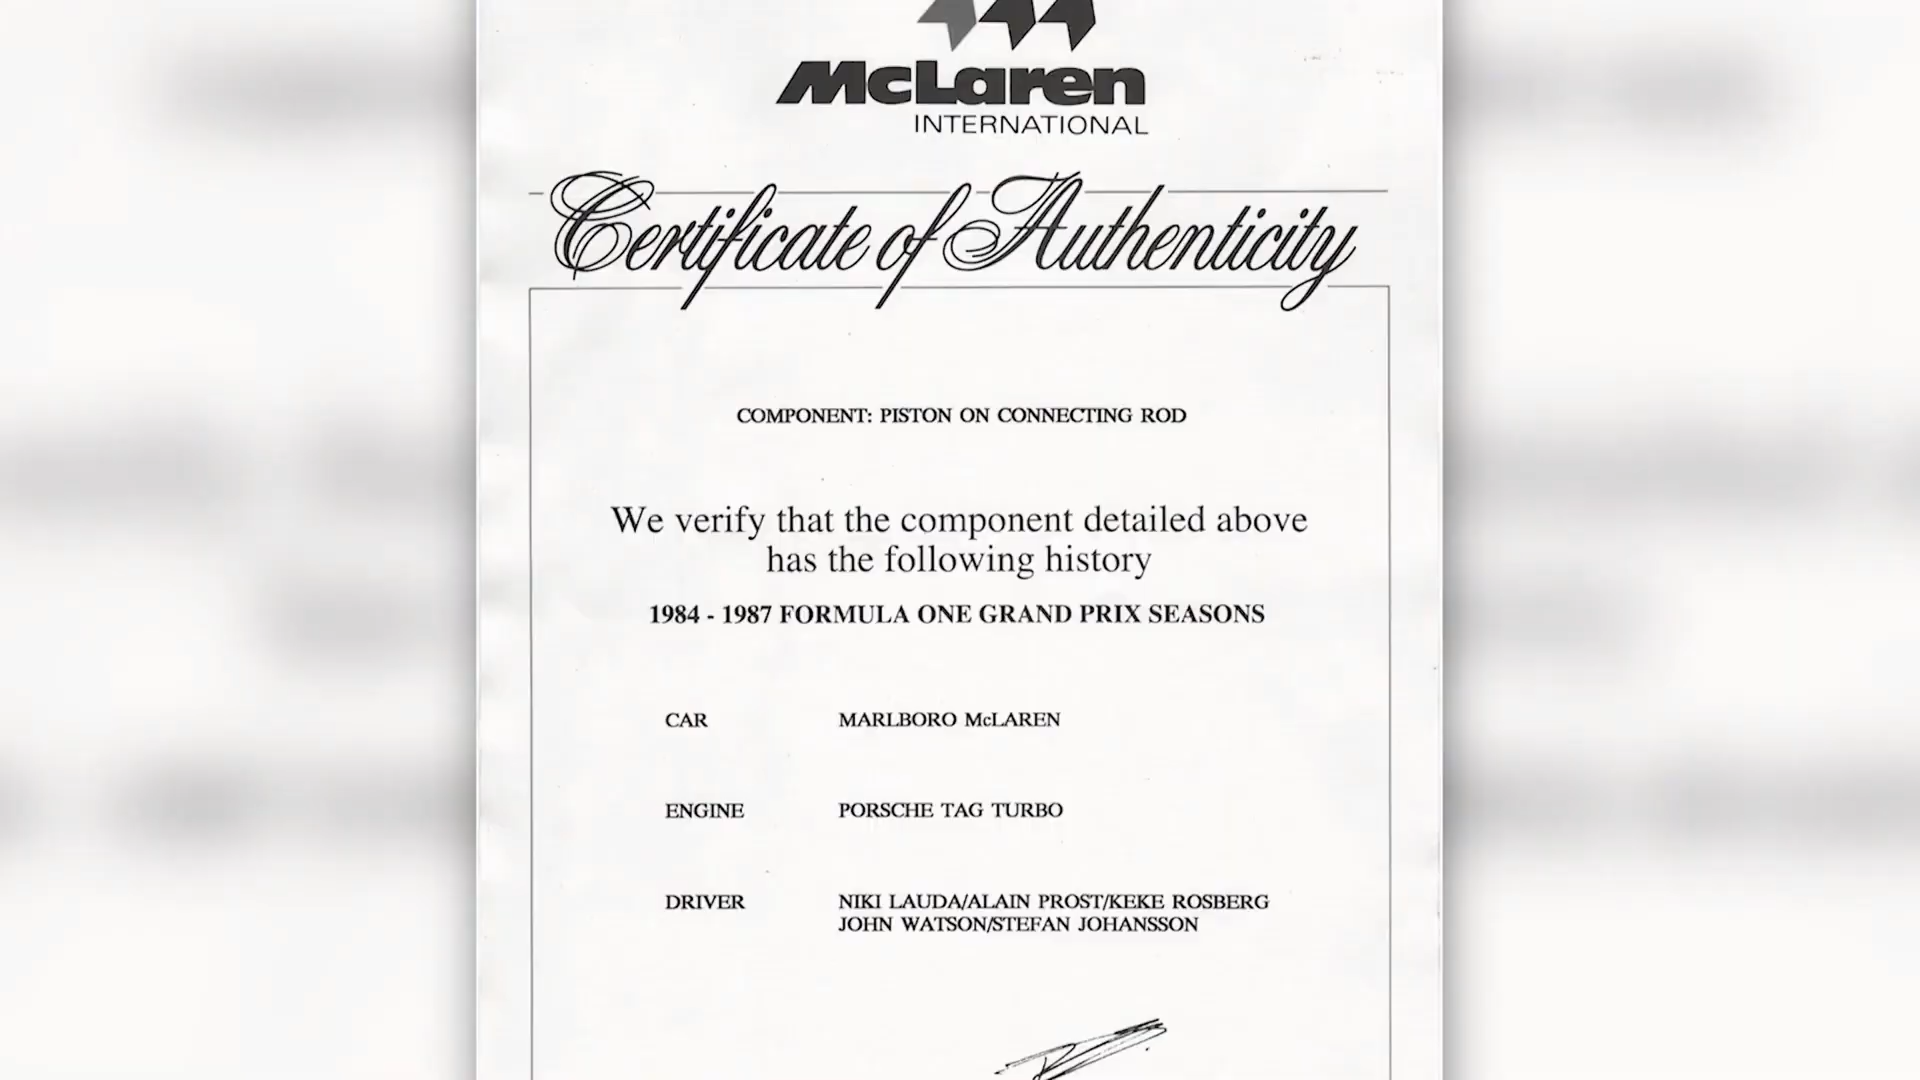 McLaren
INTERNATIONAL
Certificate of Authenticity
COMPONENT: PISTON ON CONNECTING ROD
We verify that the component detailed above
has the following history
1984 - 1987 FORMULA ONE GRAND PRIX SEASONS
CAR MARLBORO McLAREN
ENGINE PORSCHE TAG TURBO
DRIVER NIKI LAUDA/ALAIN PROST/KEKE ROSBERG
JOHN WATSON/STEFAN JOHANSSON